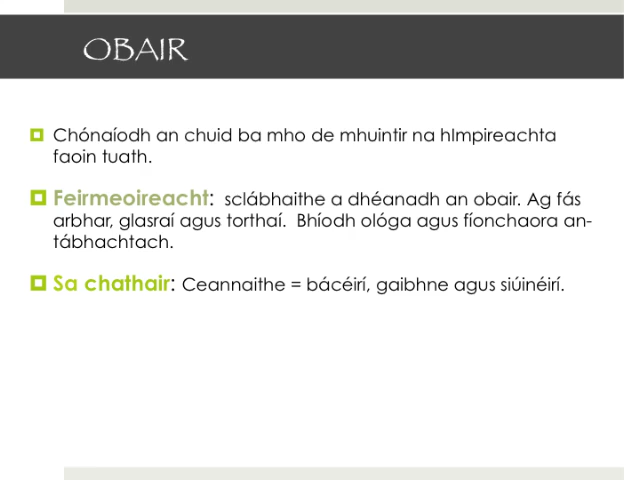 OBAIR
Chónaíodh an chuid ba mho de mhuintir na hImpireachta
faoin tuath.
Feirmeoireacht: sclábhaithe a dhéanadh an obair. Ag fás
arbhar, glasraí agus torthaí. Bhíodh ológa agus fíonchaora an-
tábhachtach.
Sa chathair: Ceannaithe = bácéirí, gaibhne agus siúinéirí.